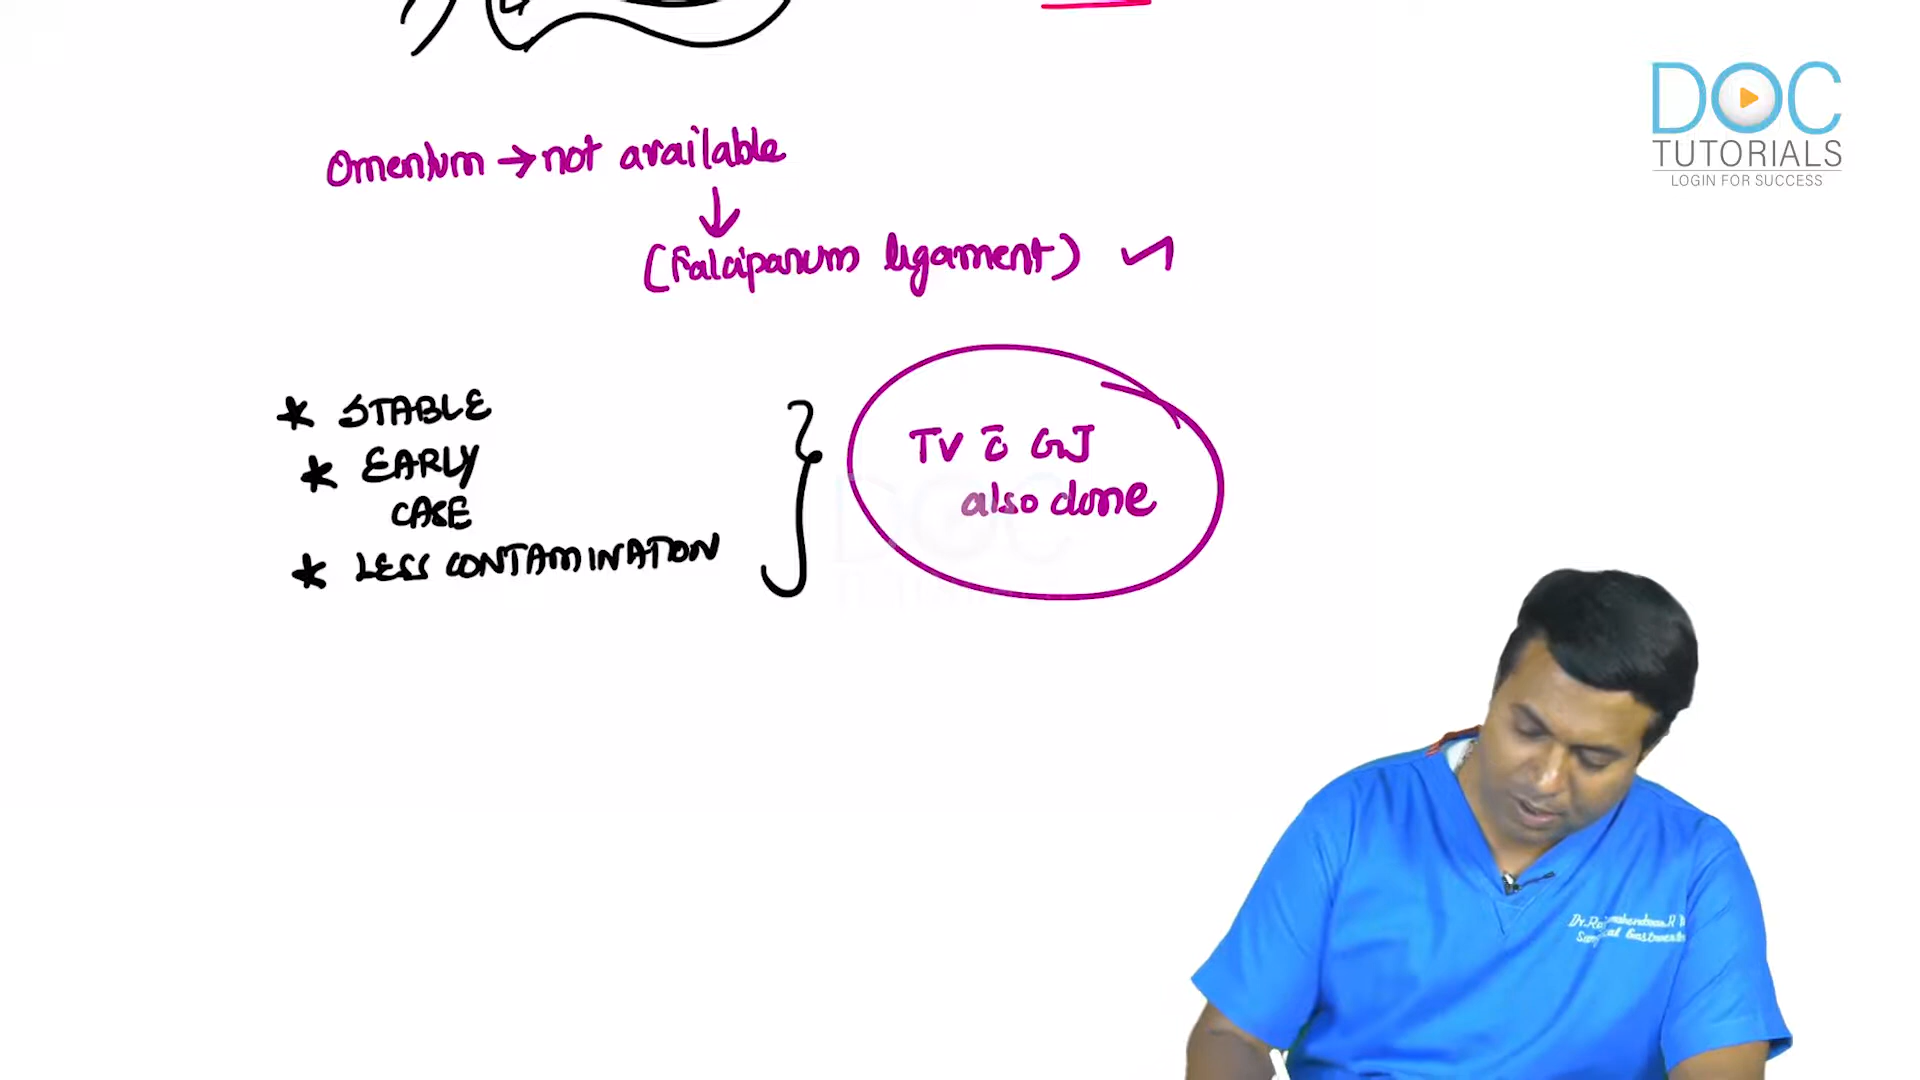 DOC
TUTORIALS
LOGIN FOR SUCCESS
Omentum → not available
↓
(Falciparum ligament) ✓
* STABLE
* EARLY
CASE
* LESS CONTAMINATION
TV c̄ GJ
also done
DOC